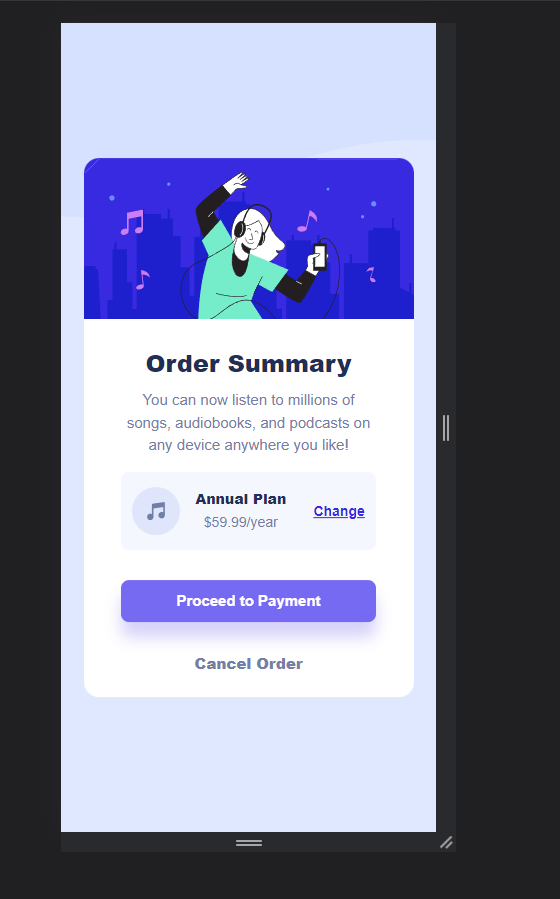 Order Summary
You can now listen to millions of
songs, audiobooks, and podcasts on
any device anywhere you like!
Annual Plan
$59.99/year
Change
Proceed to Payment
Cancel Order